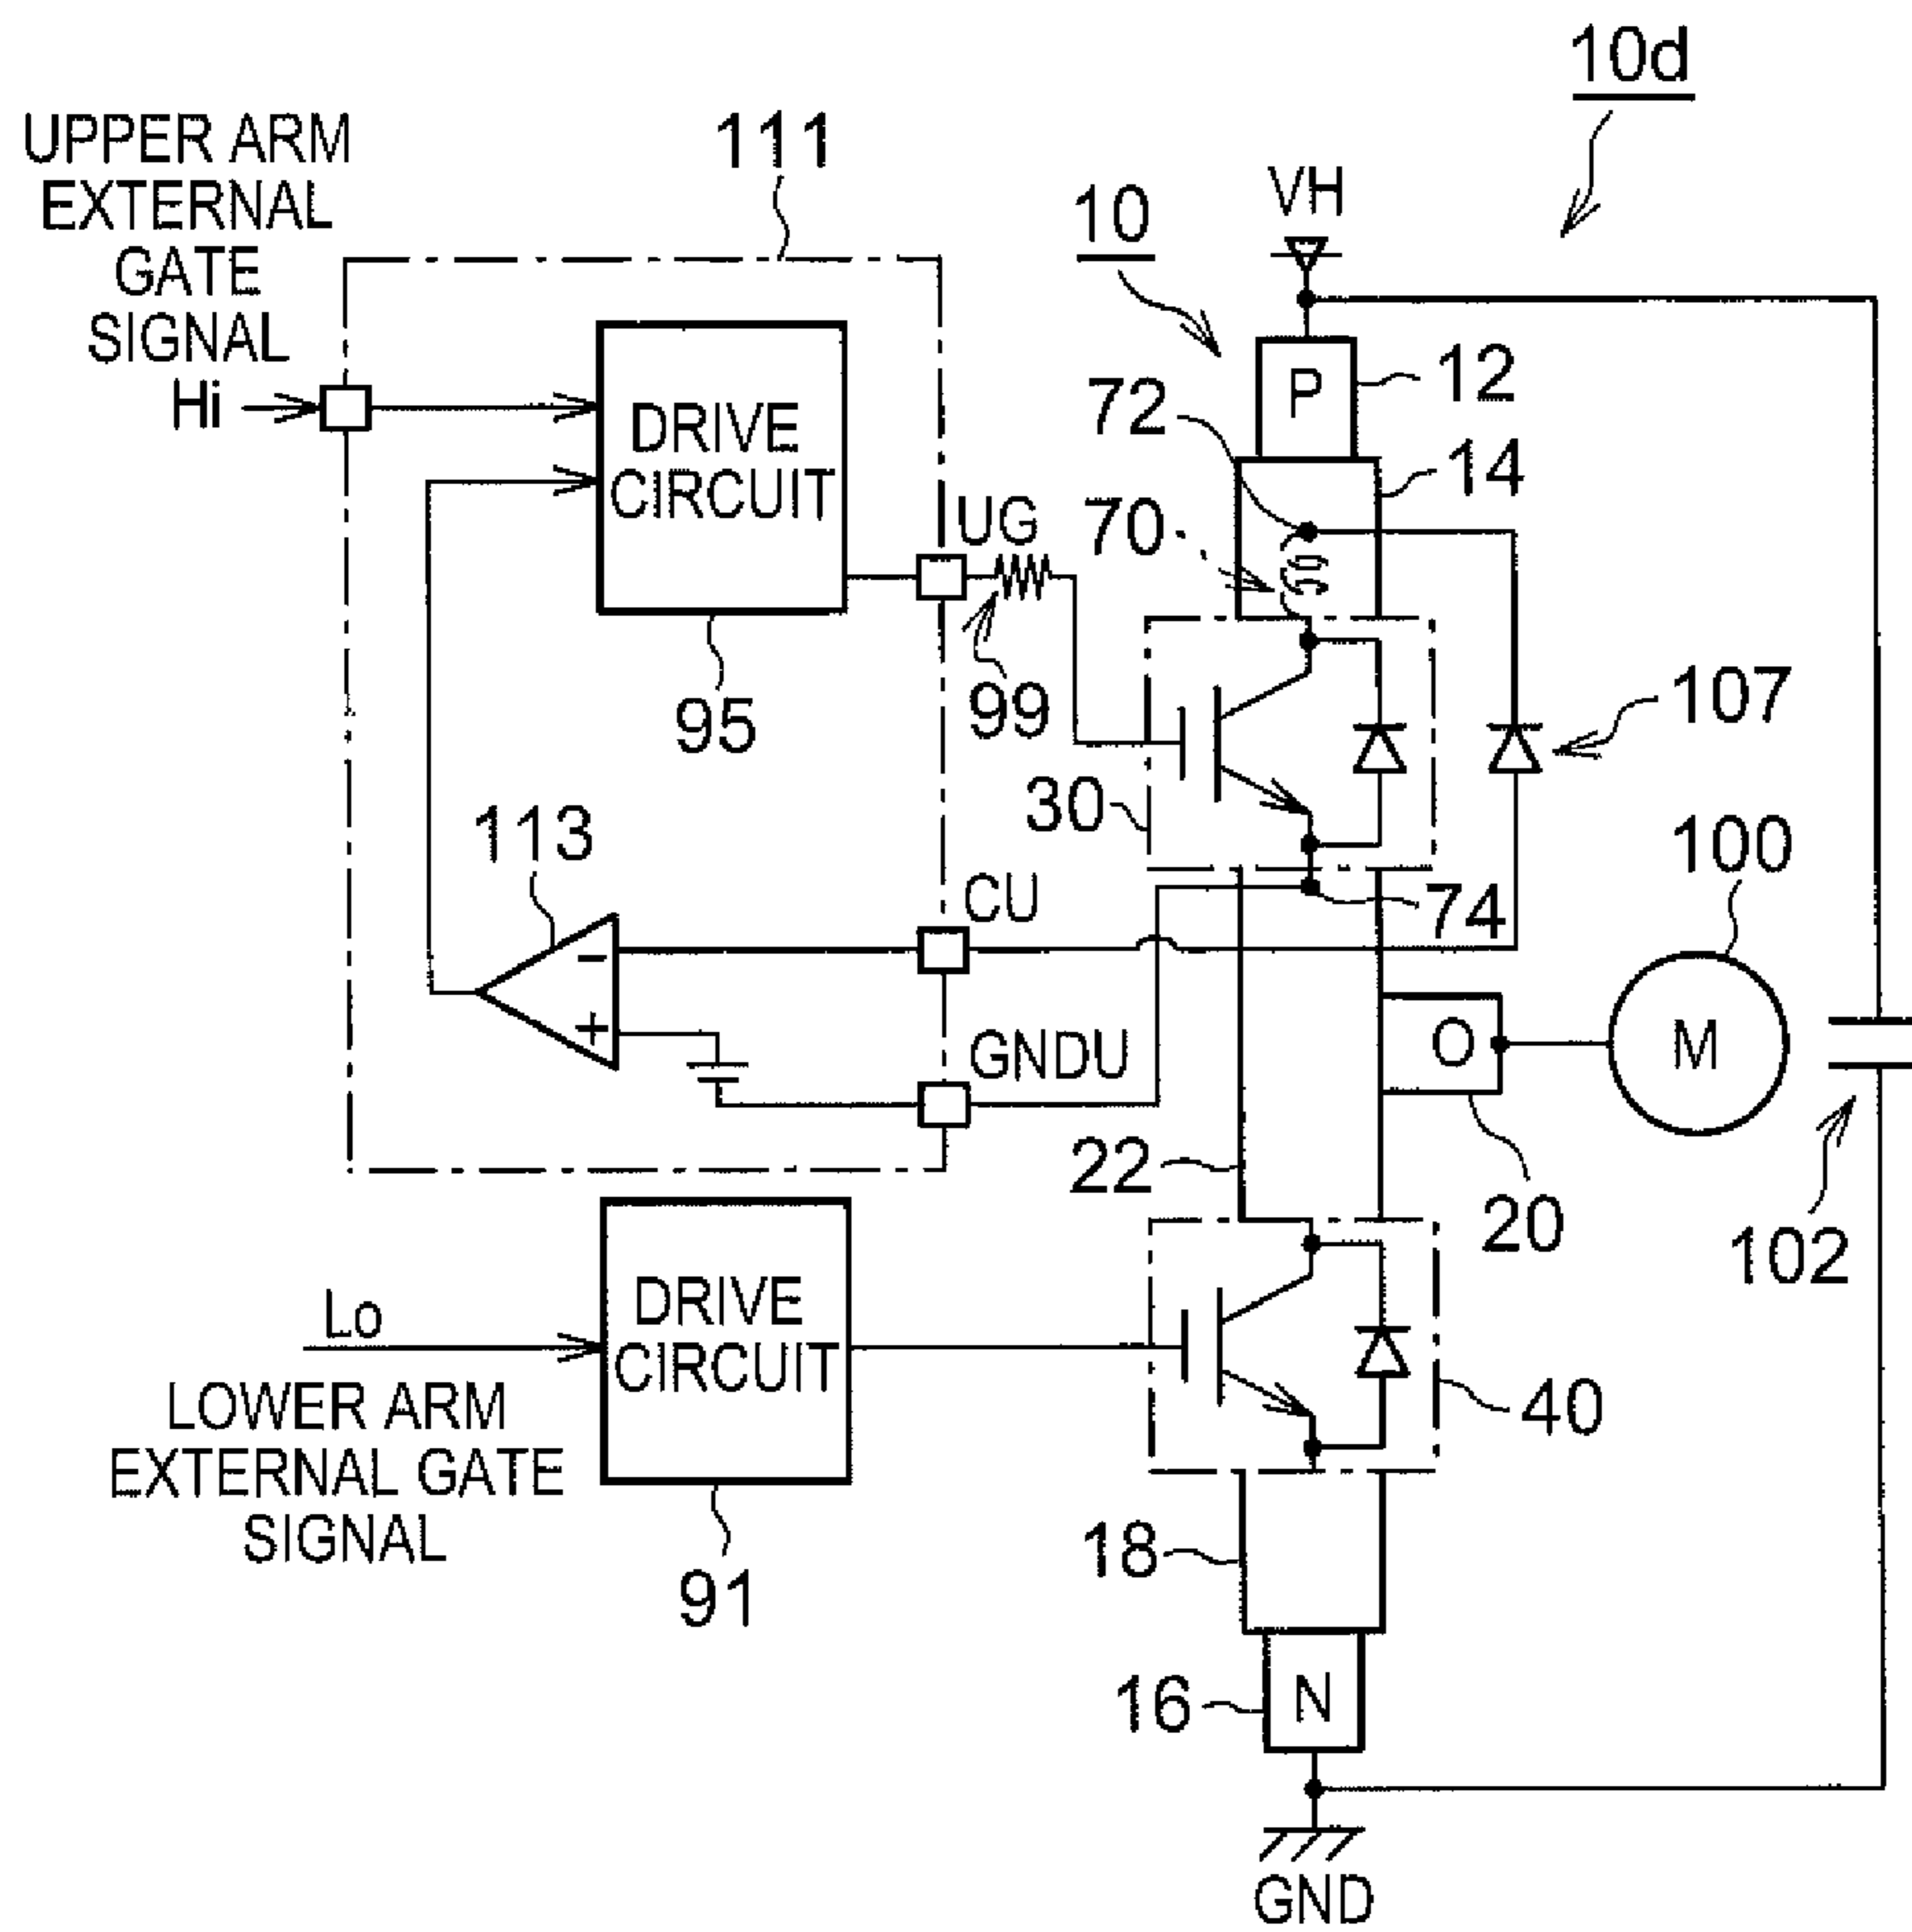 10d
UPPER ARM
EXTERNAL
GATE
SIGNAL
Hi
111
10
VH
P
12
72
14
DRIVE
CIRCUIT
70
UG
95
99
107
30
113
100
CU
74
−
+
O
M
GNDU
22
20
102
DRIVE
CIRCUIT
Lo
LOWER ARM
EXTERNAL GATE
SIGNAL
40
18
91
16
N
GND